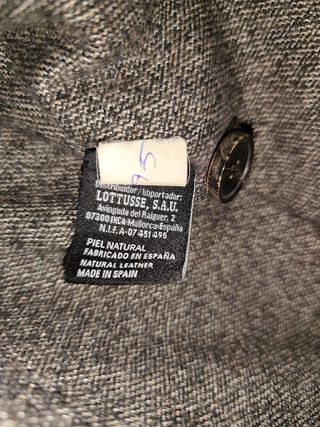 95
Distribuidor/Importador:
LOTTUSSE, S.A.U.
Avinguda del Raiguer, 2
07300 INCA Mallorca España
N.I.F. A-07 451 495
PIEL NATURAL
FABRICADO EN ESPAÑA
NATURAL LEATHER
MADE IN SPAIN